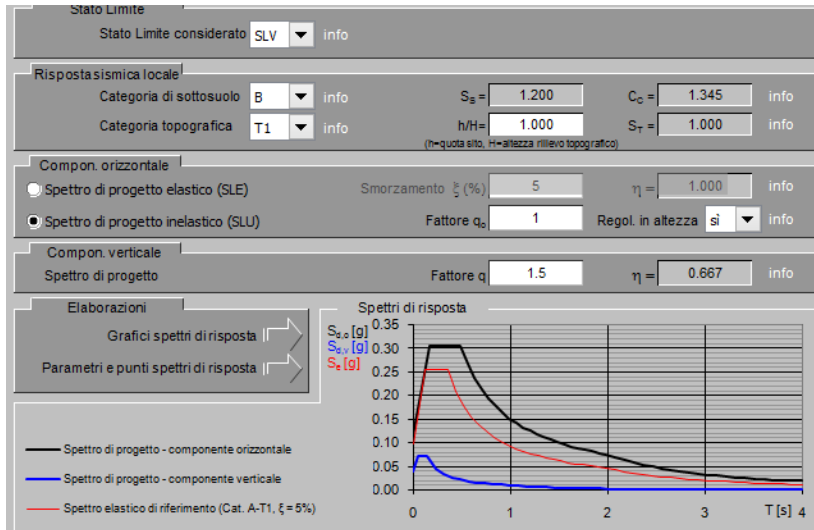 Stato Limite
Stato Limite considerato SLV info
Risposta sismica locale
Categoria di sottosuolo B info S_S = 1.200 C_C = 1.345 info
Categoria topografica T1 info h/H= 1.000 S_T = 1.000 info
(h=quota sito, H=altezza rilievo topografico)
Compon. orizzontale
Spettro di progetto elastico (SLE) Smorzamento ξ (%) 5 η = 1.000 info
Spettro di progetto inelastico (SLU) Fattore q_o 1 Regol. in altezza sì info
Compon. verticale
Spettro di progetto Fattore q 1.5 η = 0.667 info
Elaborazioni
Grafici spettri di risposta
Parametri e punti spettri di risposta
Spettri di risposta
S_d,o [g]
S_d,v [g]
S_e [g]
0.35
0.30
0.25
0.20
0.15
0.10
0.05
0.00
0 1 2 3 T [s] 4
Spettro di progetto - componente orizzontale
Spettro di progetto - componente verticale
Spettro elastico di riferimento (Cat. A-T1, ξ = 5%)